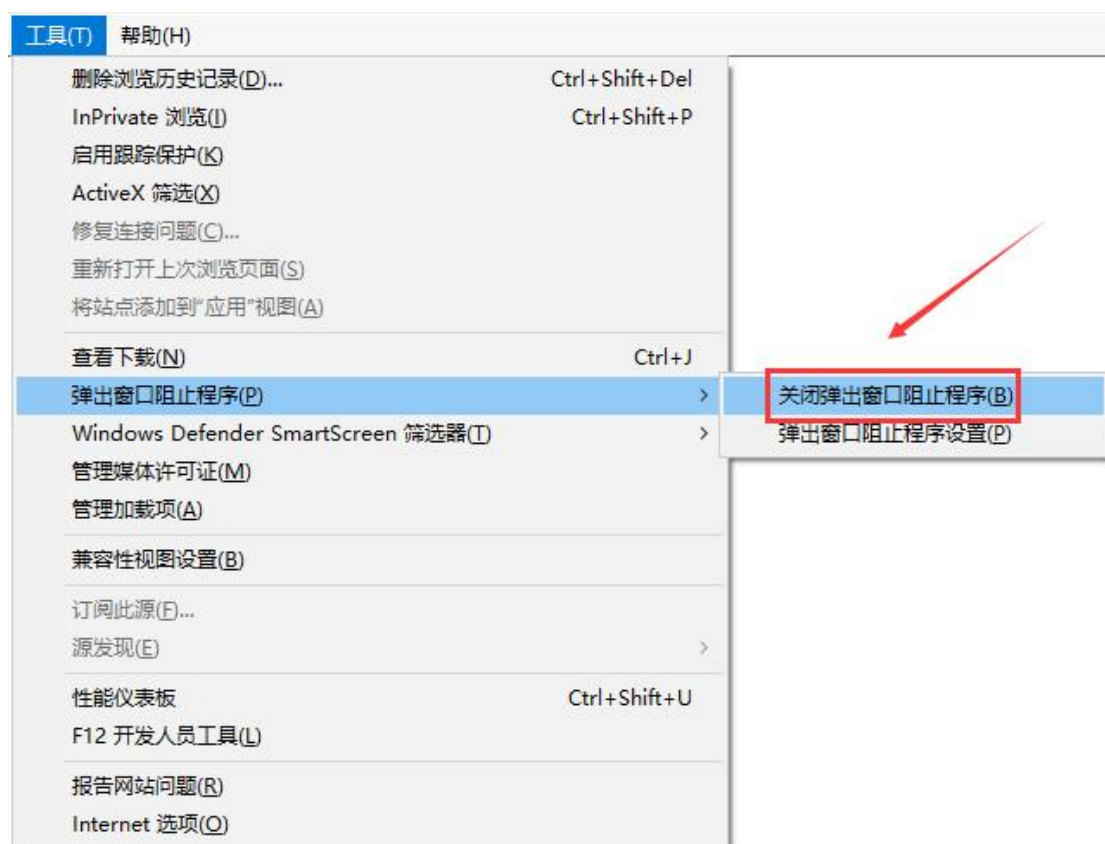 工具(T) 帮助(H)
删除浏览历史记录(D)... Ctrl+Shift+Del
InPrivate 浏览(I) Ctrl+Shift+P
启用跟踪保护(K)
ActiveX 筛选(X)
修复连接问题(C)...
重新打开上次浏览页面(S)
将站点添加到“应用”视图(A)
查看下载(N) Ctrl+J
弹出窗口阻止程序(P) > 关闭弹出窗口阻止程序(B)
Windows Defender SmartScreen 筛选器(T) > 弹出窗口阻止程序设置(P)
管理媒体许可证(M)
管理加载项(A)
兼容性视图设置(B)
订阅此源(F)...
源发现(E) >
性能仪表板 Ctrl+Shift+U
F12 开发人员工具(L)
报告网站问题(R)
Internet 选项(O)